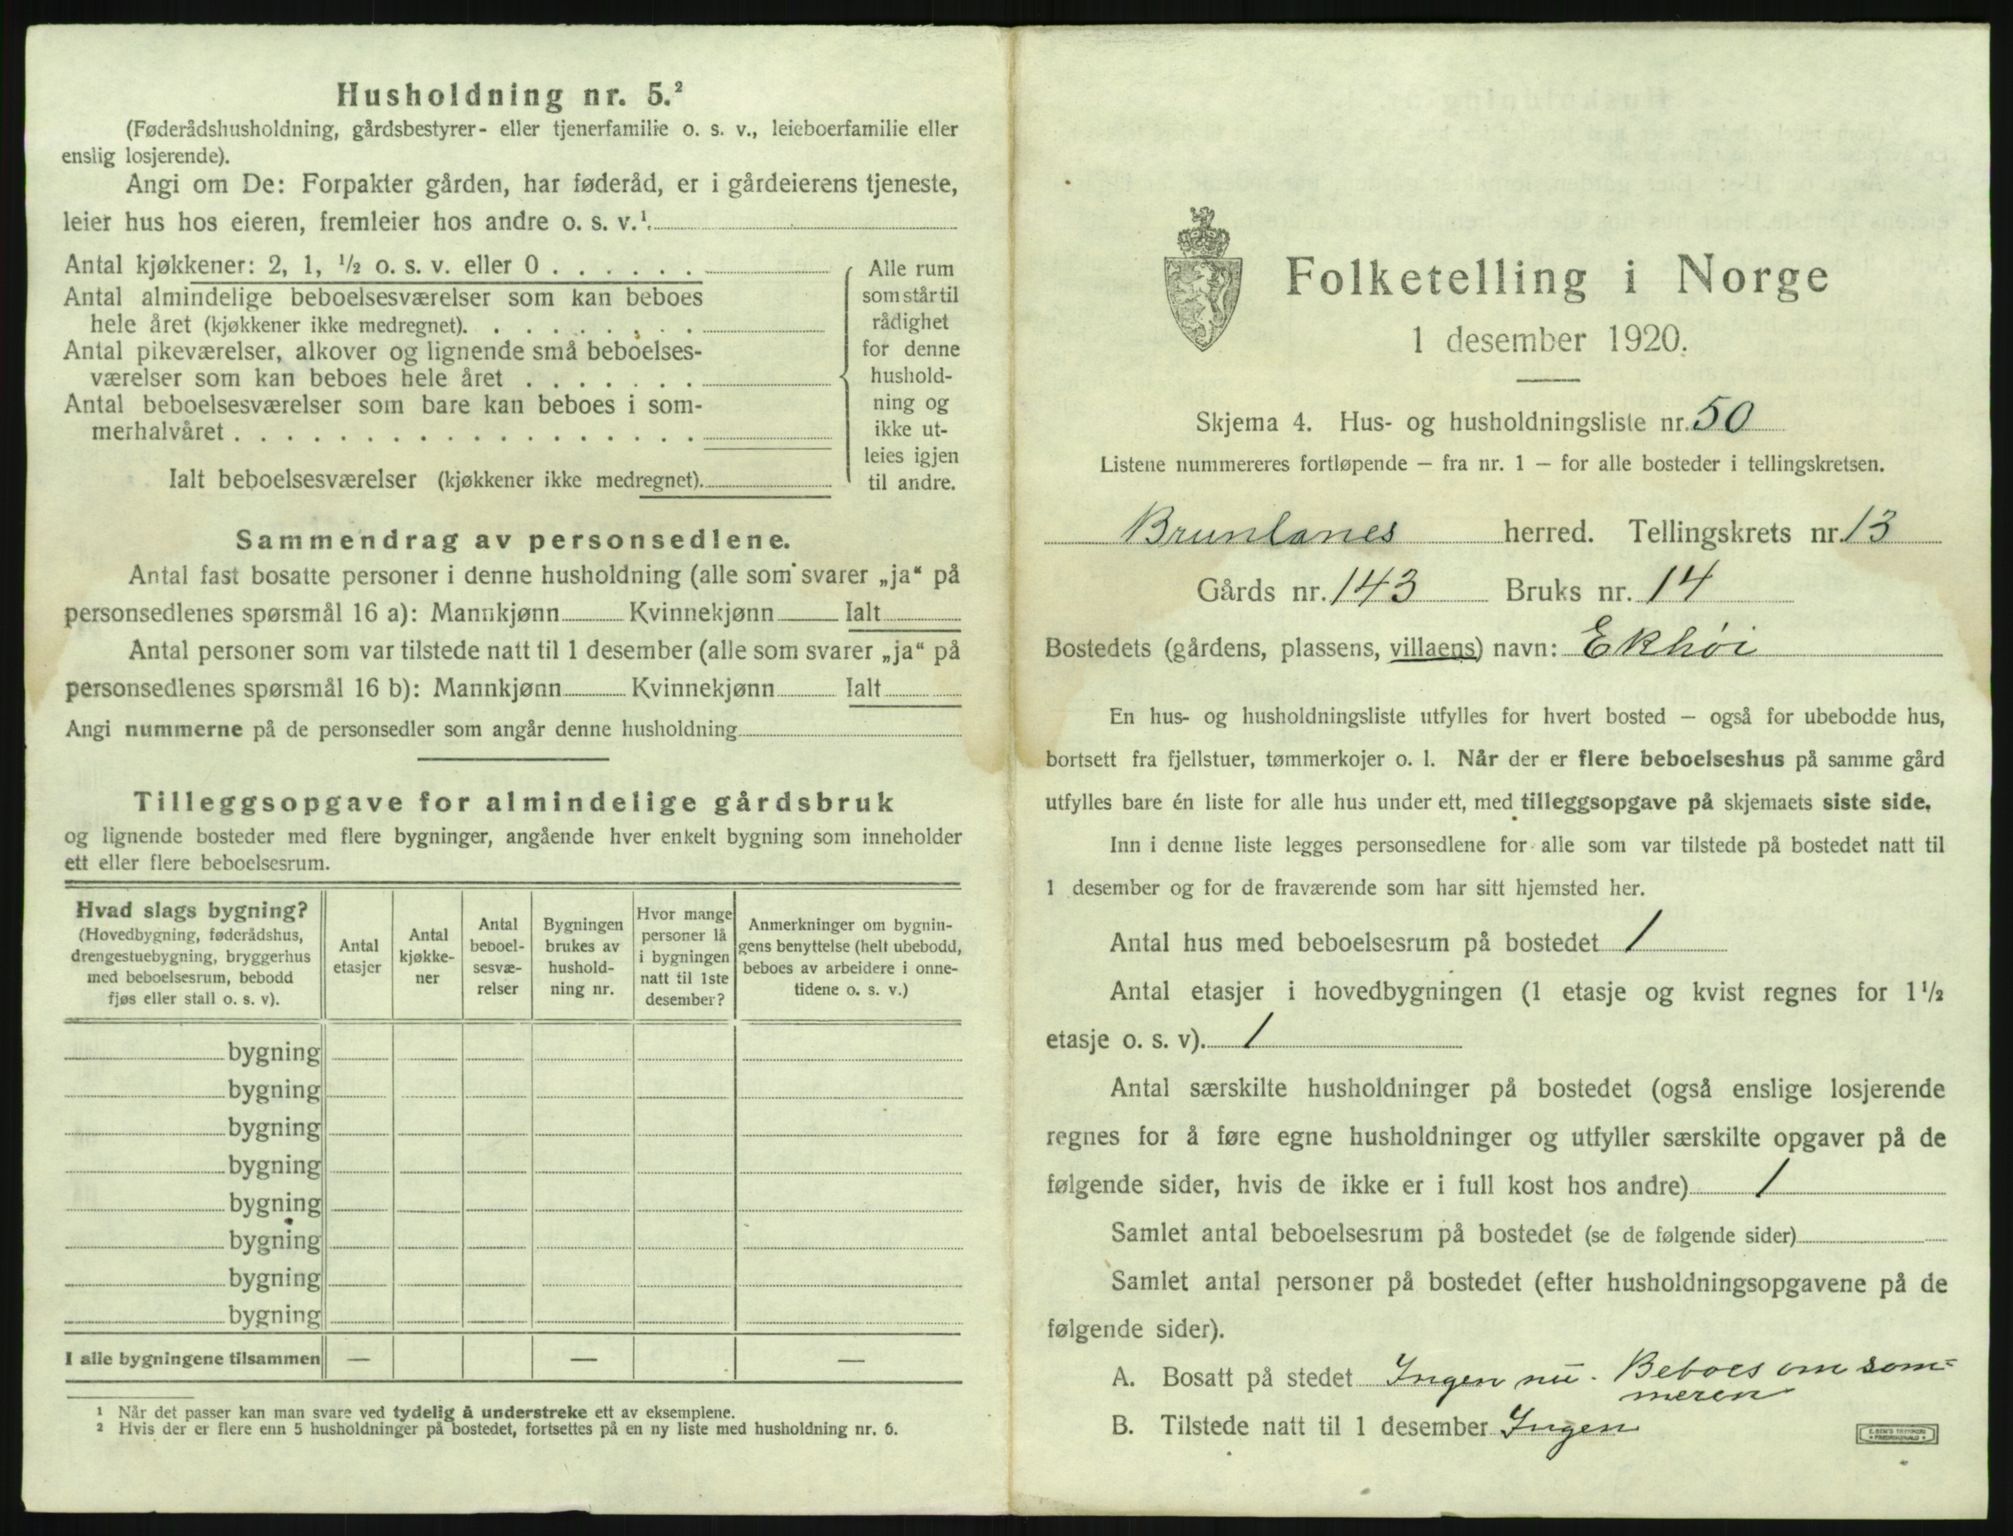 Husholdning nr. 5.²
(Føderådshusholdning, gårdsbestyrer- eller tjenerfamilie o. s. v., leieboerfamilie eller
enslig losjerende).
Angi om De: Forpakter gården, har føderåd, er i gårdeierens tjeneste,
leier hus hos eieren, fremleier hos andre o. s. v.¹
Antal kjøkkener: 2, 1, ½ o. s. v. eller 0 . . . . . .
Antal almindelige beboelsesværelser som kan beboes
hele året (kjøkkener ikke medregnet). . . . . . . . .
Antal pikeværelser, alkover og lignende små beboelses-
værelser som kan beboes hele året . . . . . . .
Antal beboelsesværelser som bare kan beboes i som-
merhalvåret . . . . . . . . . . . . . . . . . .
Ialt beboelsesværelser (kjøkkener ikke medregnet).
Alle rum
som står til
rådighet
for denne
hushold-
ning og
ikke ut-
leies igjen
til andre.
Sammendrag av personsedlene.
Antal fast bosatte personer i denne husholdning (alle som svarer „ja“ på
personsedlenes spørsmål 16 a): Mannkjønn Kvinnekjønn Ialt
Antal personer som var tilstede natt til 1 desember (alle som svarer „ja“ på
personsedlenes spørsmål 16 b): Mannkjønn Kvinnekjønn Ialt
Angi nummerne på de personsedler som angår denne husholdning
Tilleggsopgave for almindelige gårdsbruk
og lignende bosteder med flere bygninger, angående hver enkelt bygning som inneholder
ett eller flere beboelsesrum.
Hvad slags bygning?
(Hovedbygning, føderådshus,
drengestuebygning, bryggerhus
med beboelsesrum, bebodd
fjøs eller stall o. s. v).
Antal
etasjer
Antal
kjøkke-
ner
Antal
beboel-
sesvæ-
relser
Bygningen
brukes av
hushold-
ning nr.
Hvor mange
personer lå
i bygningen
natt til 1ste
desember?
Anmerkninger om bygnin-
gens benyttelse (helt ubebodd,
beboes av arbeidere i onne-
tidene o. s. v.)
bygning
bygning
bygning
bygning
bygning
bygning
bygning
bygning
I alle bygningene tilsammen — — —
¹ Når det passer kan man svare ved tydelig å understreke ett av eksemplene.
² Hvis der er flere enn 5 husholdninger på bostedet, fortsettes på en ny liste med husholdning nr. 6.
Folketelling i Norge
1 desember 1920.
Skjema 4. Hus- og husholdningsliste nr. 50
Listene nummereres fortløpende — fra nr. 1 — for alle bosteder i tellingskretsen.
Brunlanes herred. Tellingskrets nr. 13
Gårds nr. 143 Bruks nr. 14
Bostedets (gårdens, plassens, villaens) navn: Ekhøi
En hus- og husholdningsliste utfylles for hvert bosted — også for ubebodde hus,
bortsett fra fjellstuer, tømmerkojer o. l. Når der er flere beboelseshus på samme gård
utfylles bare én liste for alle hus under ett, med tilleggsopgave på skjemaets siste side.
Inn i denne liste legges personsedlene for alle som var tilstede på bostedet natt til
1 desember og for de fraværende som har sitt hjemsted her.
Antal hus med beboelsesrum på bostedet 1
Antal etasjer i hovedbygningen (1 etasje og kvist regnes for 1½
etasje o. s. v). 1
Antal særskilte husholdninger på bostedet (også enslige losjerende
regnes for å føre egne husholdninger og utfyller særskilte opgaver på de
følgende sider, hvis de ikke er i full kost hos andre) 1
Samlet antal beboelsesrum på bostedet (se de følgende sider)
Samlet antal personer på bostedet (efter husholdningsopgavene på de
følgende sider).
A. Bosatt på stedet Ingen nu. Beboes om som=
meren
B. Tilstede natt til 1 desember Ingen